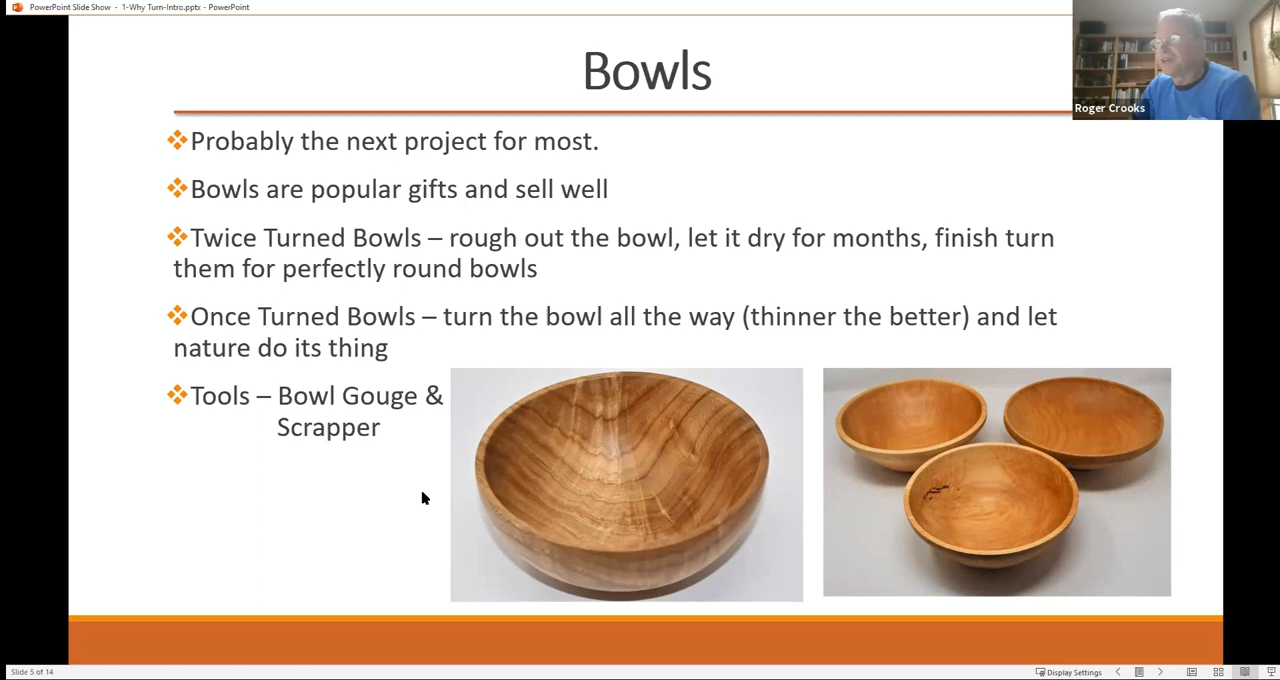 PowerPoint Slide Show - 1-Why Turn-Intro.pptx - PowerPoint
Bowls
Roger Crooks
❖Probably the next project for most.
❖Bowls are popular gifts and sell well
❖Twice Turned Bowls – rough out the bowl, let it dry for months, finish turn
them for perfectly round bowls
❖Once Turned Bowls – turn the bowl all the way (thinner the better) and let
nature do its thing
❖Tools – Bowl Gouge &
Scrapper
Slide 5 of 14
Display Settings